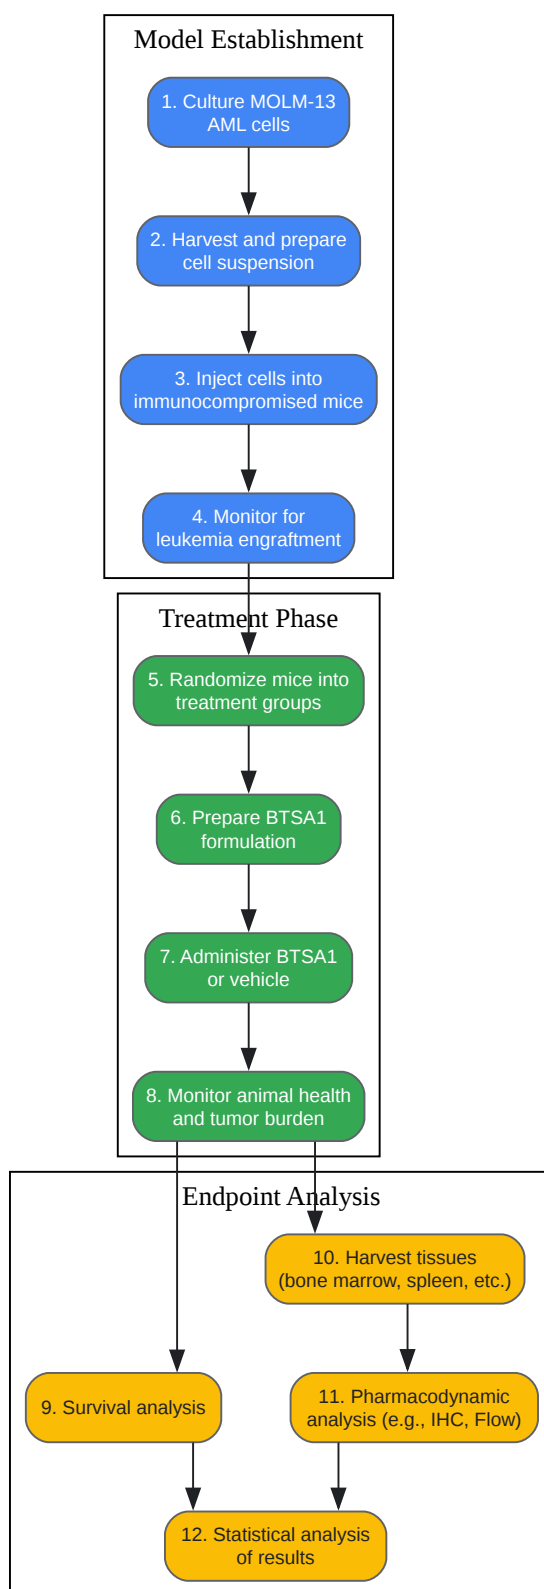 Model Establishment
1. Culture MOLM-13
AML cells
2. Harvest and prepare
cell suspension
3. Inject cells into
immunocompromised mice
4. Monitor for
leukemia engraftment
Treatment Phase
5. Randomize mice into
treatment groups
6. Prepare BTSA1
formulation
7. Administer BTSA1
or vehicle
8. Monitor animal health
and tumor burden
Endpoint Analysis
10. Harvest tissues
(bone marrow, spleen, etc.)
9. Survival analysis
11. Pharmacodynamic
analysis (e.g., IHC, Flow)
12. Statistical analysis
of results